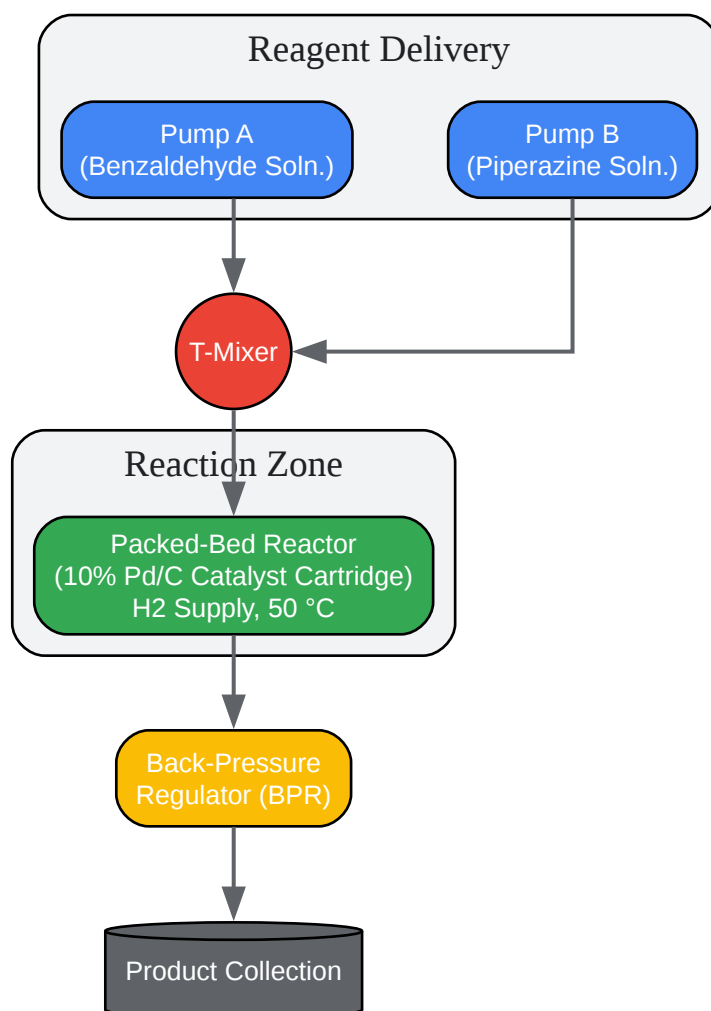 Reagent Delivery
Pump A
(Benzaldehyde Soln.)
Pump B
(Piperazine Soln.)
T-Mixer
Reaction Zone
Packed-Bed Reactor
(10% Pd/C Catalyst Cartridge)
H2 Supply, 50 °C
Back-Pressure
Regulator (BPR)
Product Collection